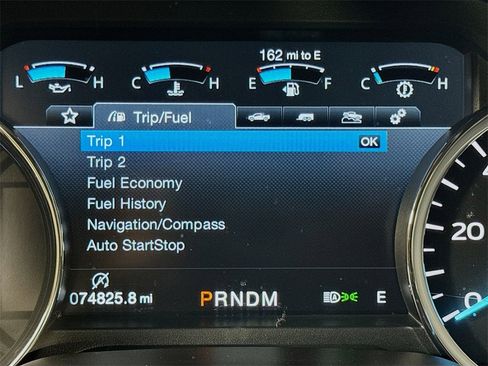 162 mi to E
L H C H E F C H
Trip/Fuel
Trip 1 OK
Trip 2
Fuel Economy
Fuel History
Navigation/Compass
Auto StartStop
20
074825.8 mi PRNDM A E 0